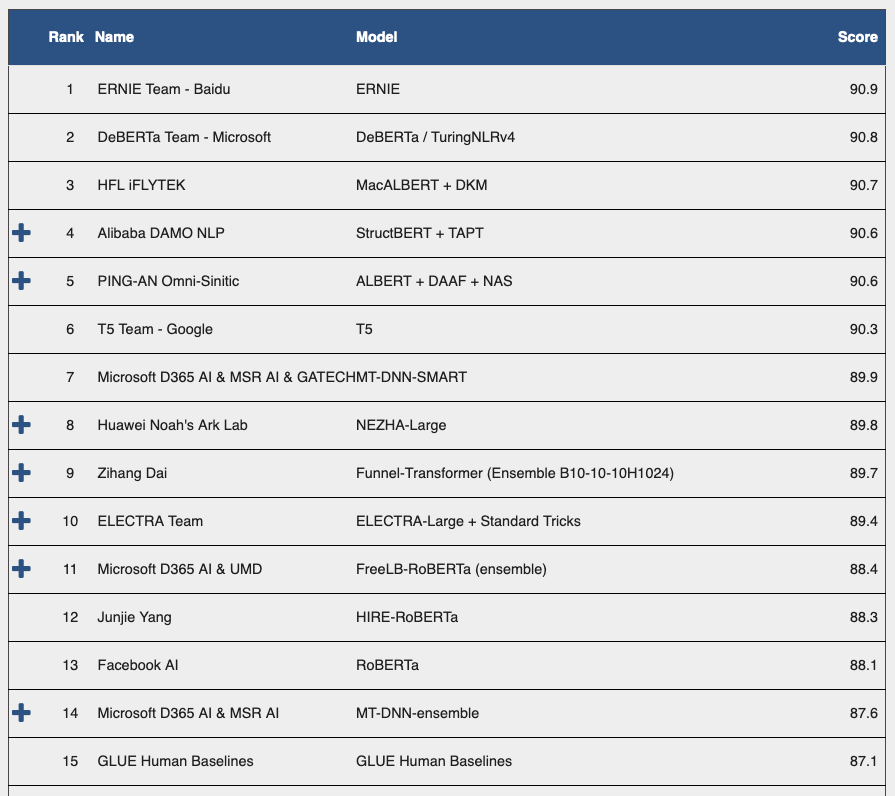 Rank Name Model Score
1 ERNIE Team - Baidu ERNIE 90.9
2 DeBERTa Team - Microsoft DeBERTa / TuringNLRv4 90.8
3 HFL iFLYTEK MacALBERT + DKM 90.7
4 Alibaba DAMO NLP StructBERT + TAPT 90.6
5 PING-AN Omni-Sinitic ALBERT + DAAF + NAS 90.6
6 T5 Team - Google T5 90.3
7 Microsoft D365 AI & MSR AI & GATECHMT-DNN-SMART 89.9
8 Huawei Noah's Ark Lab NEZHA-Large 89.8
9 Zihang Dai Funnel-Transformer (Ensemble B10-10-10H1024) 89.7
10 ELECTRA Team ELECTRA-Large + Standard Tricks 89.4
11 Microsoft D365 AI & UMD FreeLB-RoBERTa (ensemble) 88.4
12 Junjie Yang HIRE-RoBERTa 88.3
13 Facebook AI RoBERTa 88.1
14 Microsoft D365 AI & MSR AI MT-DNN-ensemble 87.6
15 GLUE Human Baselines GLUE Human Baselines 87.1